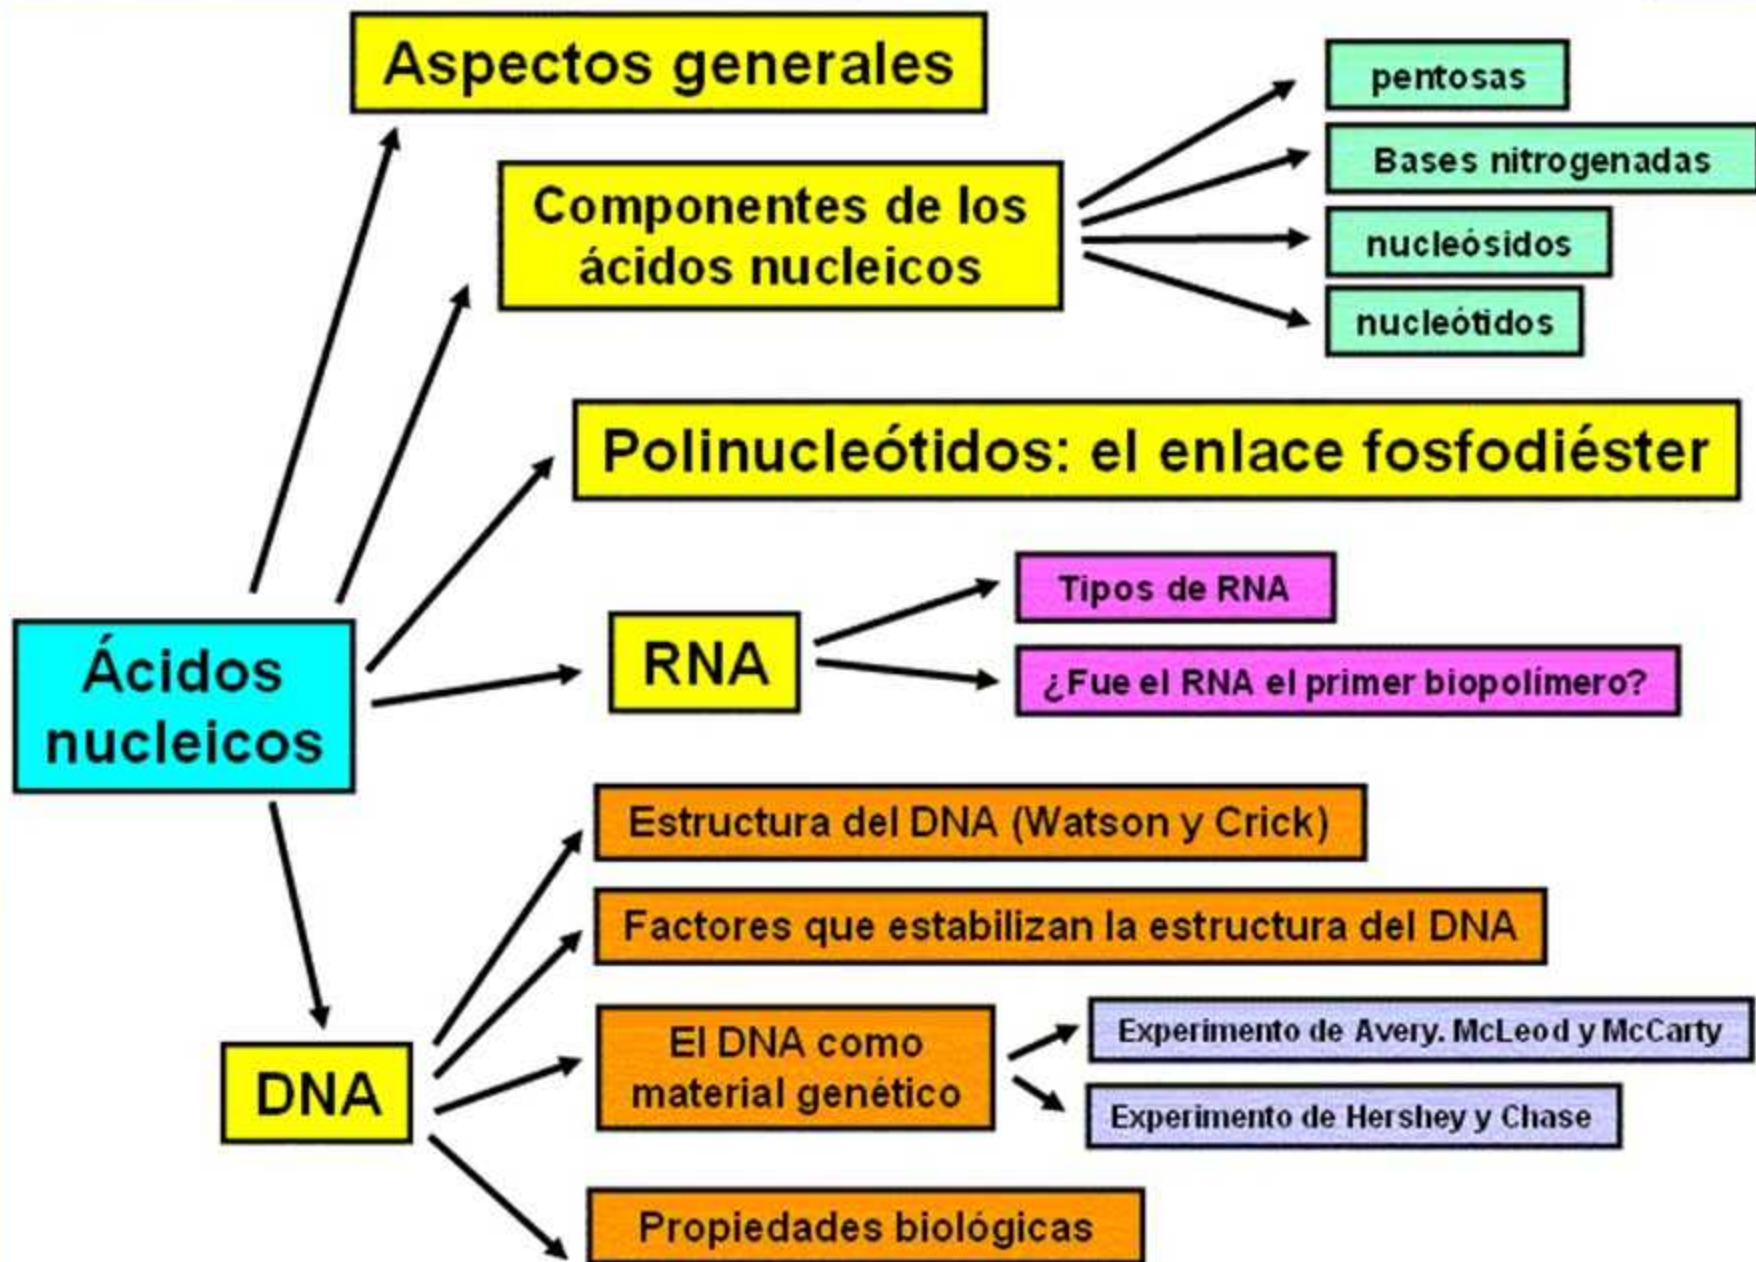 Aspectos generales
Componentes de los
ácidos nucleicos
pentosas
Bases nitrogenadas
nucleósidos
nucleótidos
Polinucleótidos: el enlace fosfodiéster
Ácidos
nucleicos
RNA
Tipos de RNA
¿Fue el RNA el primer biopolímero?
DNA
Estructura del DNA (Watson y Crick)
Factores que estabilizan la estructura del DNA
El DNA como
material genético
Experimento de Avery. McLeod y McCarty
Experimento de Hershey y Chase
Propiedades biológicas